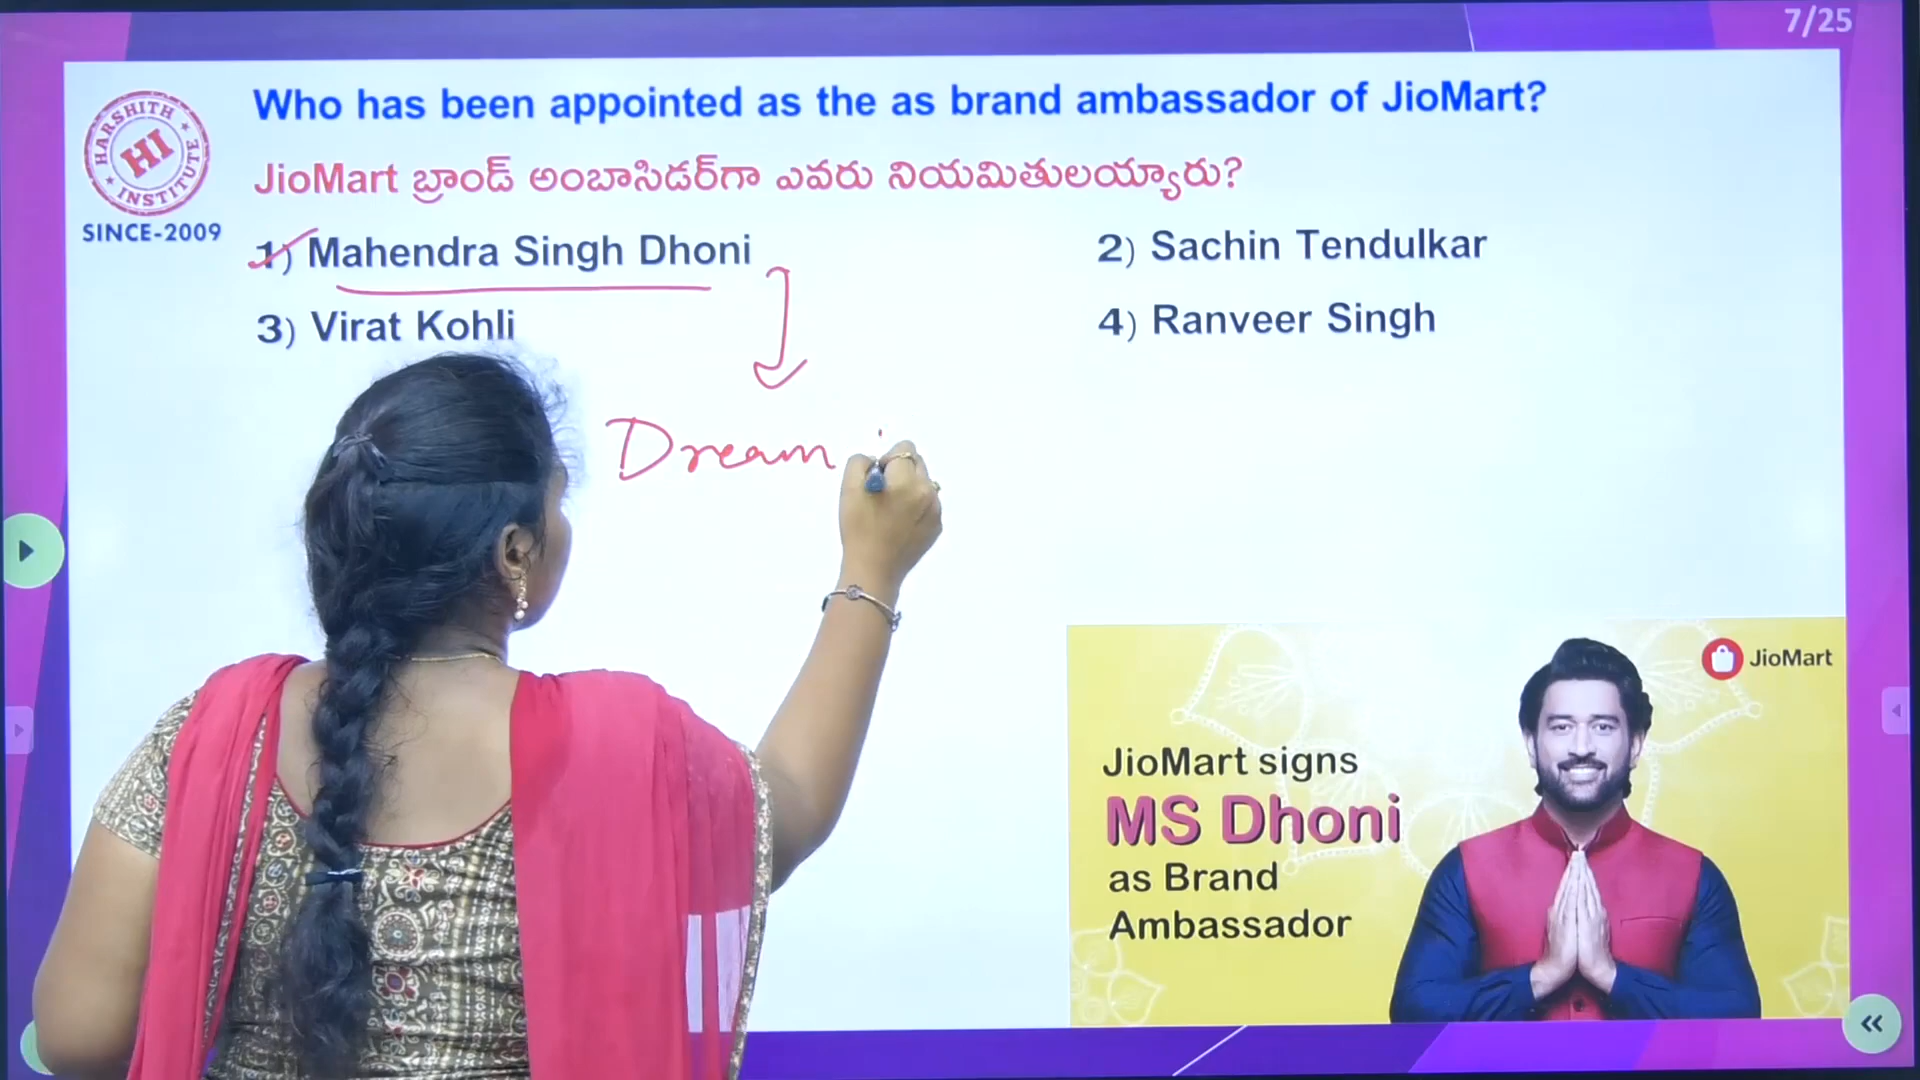 7/25
Who has been appointed as the as brand ambassador of JioMart?
HARSHITH
HI
INSTITUTE
SINCE-2009
JioMart బ్రాండ్ అంబాసిడర్‌గా ఎవరు నియమితులయ్యారు?
1) Mahendra Singh Dhoni
2) Sachin Tendulkar
3) Virat Kohli
4) Ranveer Singh
Dream
JioMart
JioMart signs
MS Dhoni
as Brand
Ambassador